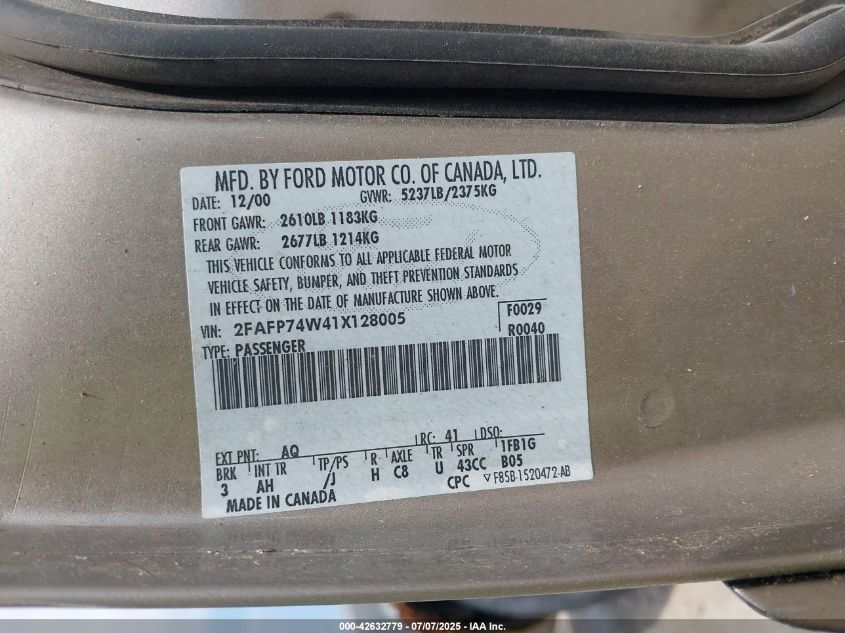 MFD. BY FORD MOTOR CO. OF CANADA, LTD.
DATE: 12/00 GVWR: 5237LB/2375KG
FRONT GAWR: 2610LB 1183KG
REAR GAWR: 2677LB 1214KG
THIS VEHICLE CONFORMS TO ALL APPLICABLE FEDERAL MOTOR
VEHICLE SAFETY, BUMPER, AND THEFT PREVENTION STANDARDS
IN EFFECT ON THE DATE OF MANUFACTURE SHOWN ABOVE.
VIN: 2FAFP74W41X128005 F0029
TYPE: PASSENGER R0040
EXT PNT: AQ RC: 41 DSO:
BRK INT TR TP/PS R AXLE TR SPR 1FB1G
3 AH /J H C8 U 43CC B05
MADE IN CANADA CPC F85B-1520472-AB
000-42632779 - 07/07/2025 - IAA Inc.